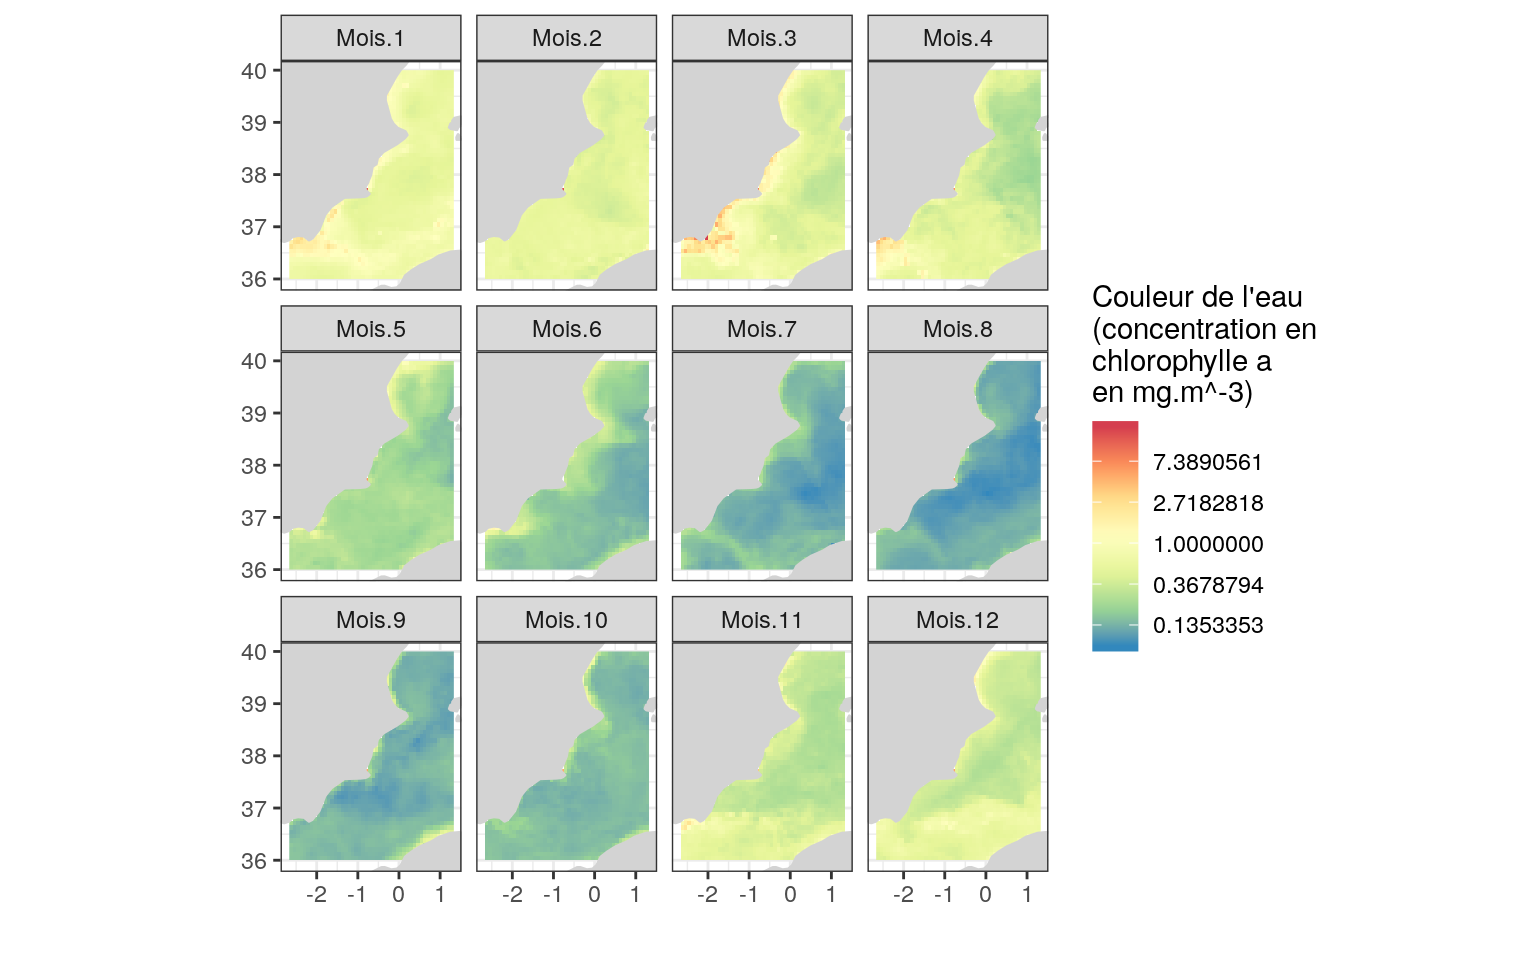 Mois.1 Mois.2 Mois.3 Mois.4
40
39
38
37
36
Mois.5 Mois.6 Mois.7 Mois.8
40
39
38
37
36
Mois.9 Mois.10 Mois.11 Mois.12
40
39
38
37
36
-2 -1 0 1 -2 -1 0 1 -2 -1 0 1 -2 -1 0 1
Couleur de l'eau
(concentration en
chlorophylle a
en mg.m^-3)
7.3890561
2.7182818
1.0000000
0.3678794
0.1353353